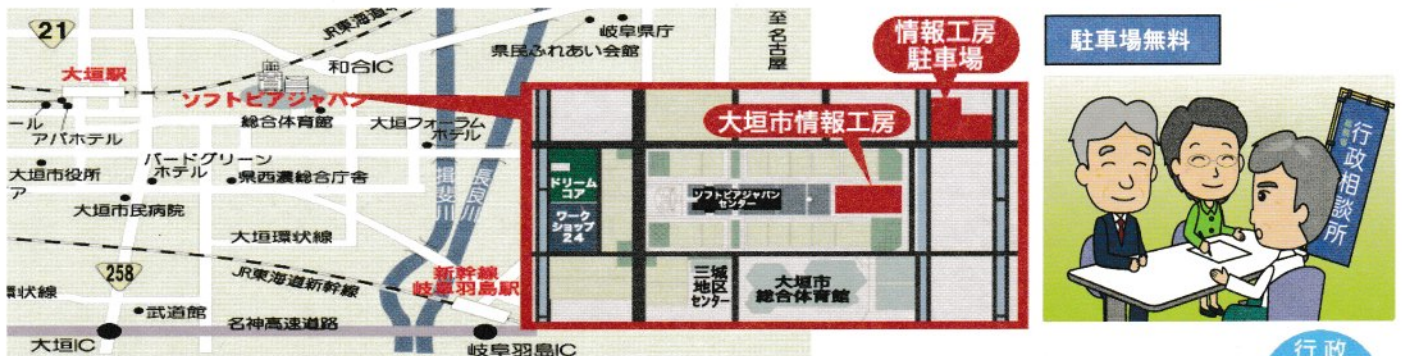 21
JR東海道本線
岐阜県庁
県民ふれあい会館
至名古屋
大垣駅
和合IC
ソフトピアジャパン
総合体育館
大垣フォーラム
ホテル
ール
アパホテル
バードグリーン
ホテル
大垣市役所
ア
県西濃総合庁舎
大垣市民病院
揖斐川
長良川
大垣環状線
258
JR東海道新幹線
新幹線
岐阜羽島駅
環状線
武道館
名神高速道路
大垣IC
岐阜羽島IC
情報工房
駐車場
大垣市情報工房
ドリーム
コア
ソフトピアジャパン
センター
ワーク
ショップ
24
三城
地区
センター
大垣市
総合体育館
駐車場無料
行政相談所
行政